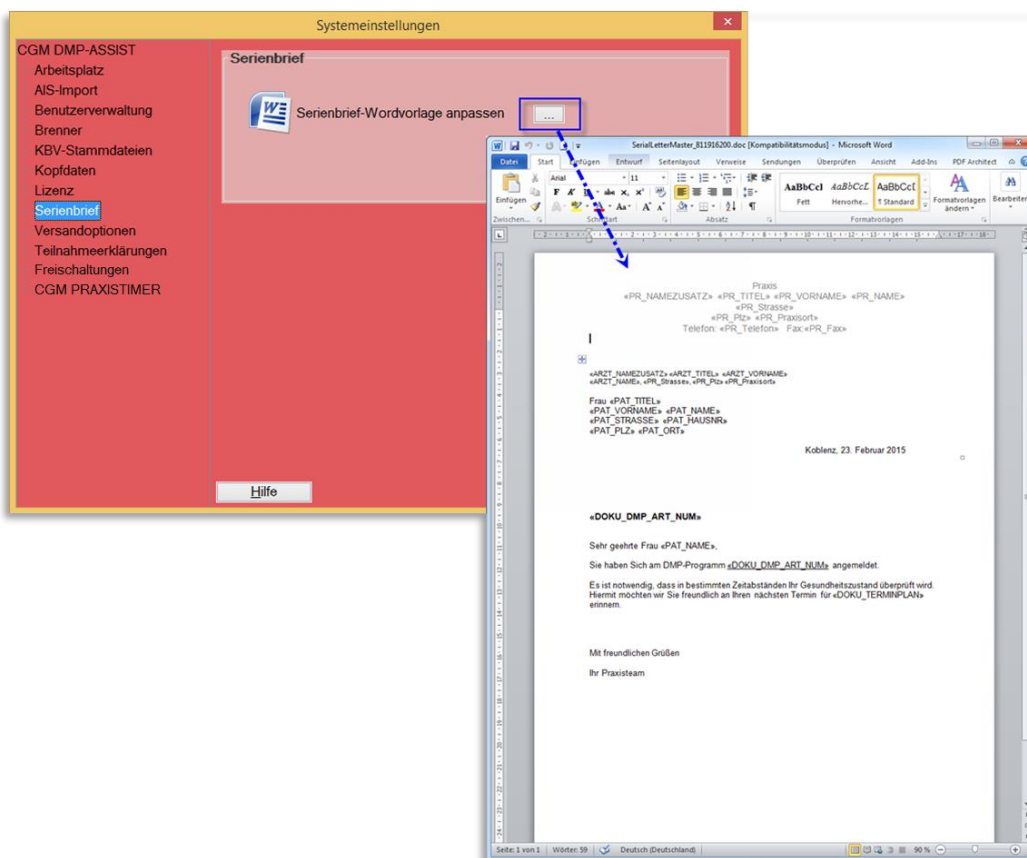 Systemeinstellungen
CGM DMP-ASSIST
Arbeitsplatz
AIS-Import
Benutzerverwaltung
Brenner
KBV-Stammdateien
Kopfdaten
Lizenz
Serienbrief
Versandoptionen
Teilnahmeerklärungen
Freischaltungen
CGM PRAXISTIMER
Serienbrief
Serienbrief-Wordvorlage anpassen
...
Hilfe
SerialLetterMaster_811916200.doc [Kompatibilitätsmodus] - Microsoft Word
Datei Start Einfügen Entwurf Seitenlayout Verweise Sendungen Überprüfen Ansicht Add-Ins PDF Architect
Arial 11
AaBbCcI AaBbCcL AaBbCcI
Einfügen
Fett Hervorhe... ¶ Standard
Formatvorlagen ändern
Bearbeiten
Zwischen... Schriftart Absatz Formatvorlagen
Praxis
«PR_NAMEZUSATZ» «PR_TITEL» «PR_VORNAME» «PR_NAME»
«PR_Strasse»
«PR_Plz» «PR_Praxisort»
Telefon: «PR_Telefon» Fax:«PR_Fax»
«ARZT_NAMEZUSATZ» «ARZT_TITEL» «ARZT_VORNAME»
«ARZT_NAME», «PR_Strasse», «PR_Plz» «PR_Praxisort»
Frau «PAT_TITEL»
«PAT_VORNAME» «PAT_NAME»
«PAT_STRASSE» «PAT_HAUSNR»
«PAT_PLZ» «PAT_ORT»
Koblenz, 23. Februar 2015
«DOKU_DMP_ART_NUM»
Sehr geehrte Frau «PAT_NAME»,
Sie haben Sich am DMP-Programm «DOKU_DMP_ART_NUM» angemeldet.
Es ist notwendig, dass in bestimmten Zeitabständen Ihr Gesundheitszustand überprüft wird.
Hiermit möchten wir Sie freundlich an Ihren nächsten Termin für «DOKU_TERMINPLAN»
erinnern.
Mit freundlichen Grüßen
Ihr Praxisteam
Seite: 1 von 1 Wörter: 59 Deutsch (Deutschland) 90 %